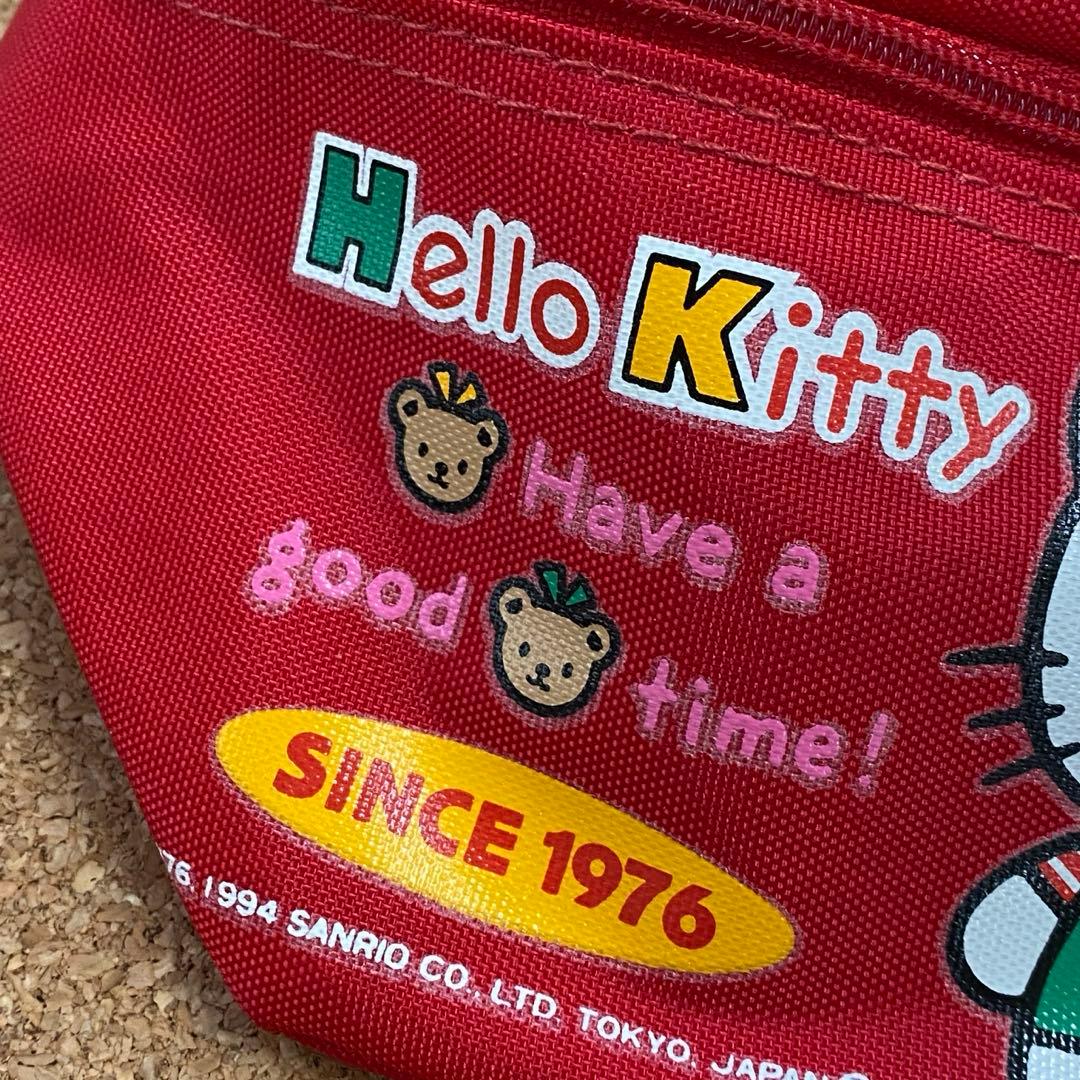 Hello Kitty
Have a
good time!
SINCE 1976
76, 1994 SANRIO CO., LTD. TOKYO, JAPAN